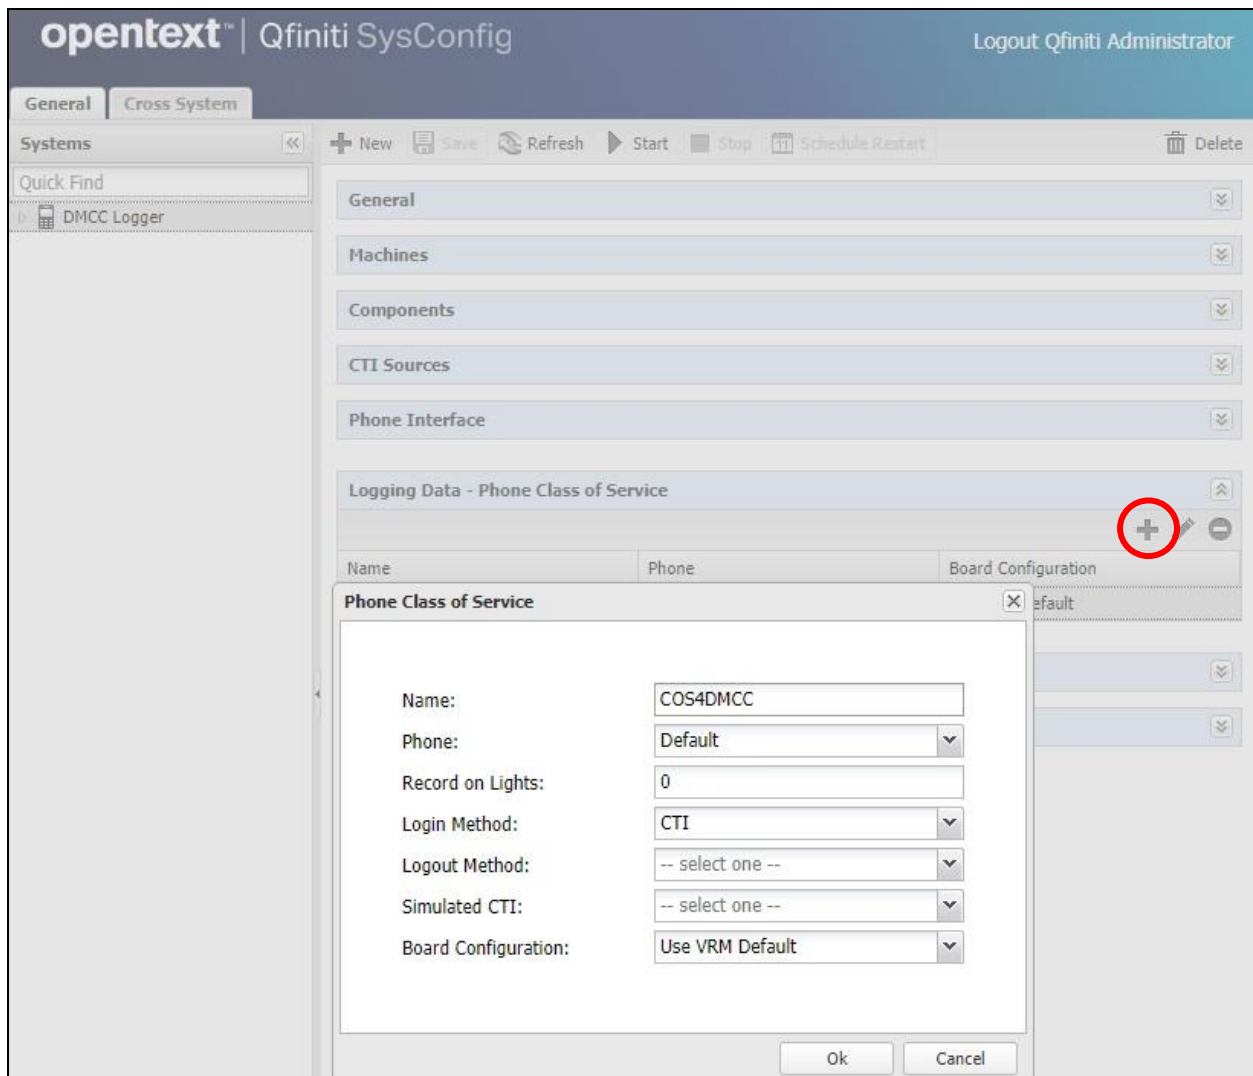 opentext™ | Qfiniti SysConfig
Logout Qfiniti Administrator
General Cross System
Systems
New Save Refresh Start Stop Schedule Restart Delete
Quick Find
DMCC Logger
General
Machines
Components
CTI Sources
Phone Interface
Logging Data - Phone Class of Service
Name Phone Board Configuration
efault
Phone Class of Service
Name: COS4DMCC
Phone: Default
Record on Lights: 0
Login Method: CTI
Logout Method: -- select one --
Simulated CTI: -- select one --
Board Configuration: Use VRM Default
Ok Cancel